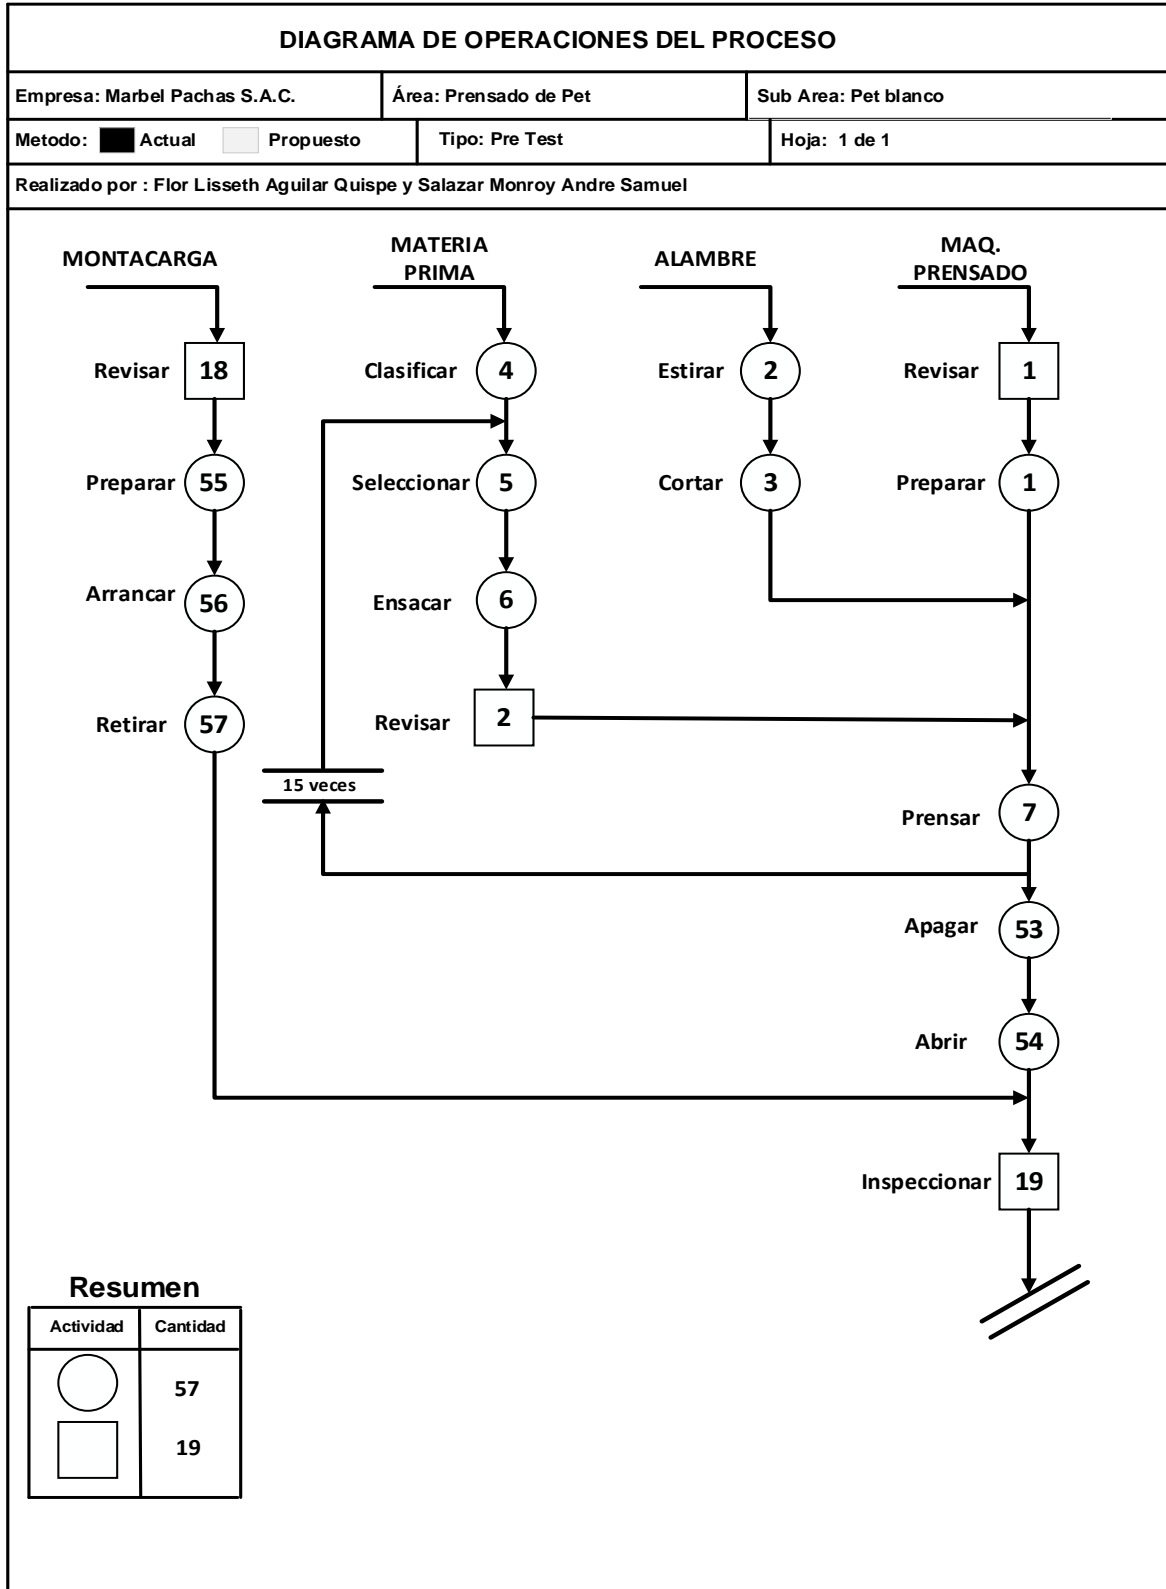 DIAGRAMA DE OPERACIONES DEL PROCESO
Empresa: Marbel Pachas S.A.C.
Área: Prensado de Pet
Sub Area: Pet blanco
Metodo: Actual Propuesto
Tipo: Pre Test
Hoja: 1 de 1
Realizado por : Flor Lisseth Aguilar Quispe y Salazar Monroy Andre Samuel
MONTACARGA
MATERIA
PRIMA
ALAMBRE
MAQ.
PRENSADO
Revisar 18
Clasificar 4
Estirar 2
Revisar 1
Preparar 55
Seleccionar 5
Cortar 3
Preparar 1
Arrancar 56
Ensacar 6
Retirar 57
Revisar 2
15 veces
Prensar 7
Apagar 53
Abrir 54
Inspeccionar 19
Resumen
Actividad Cantidad
57
19